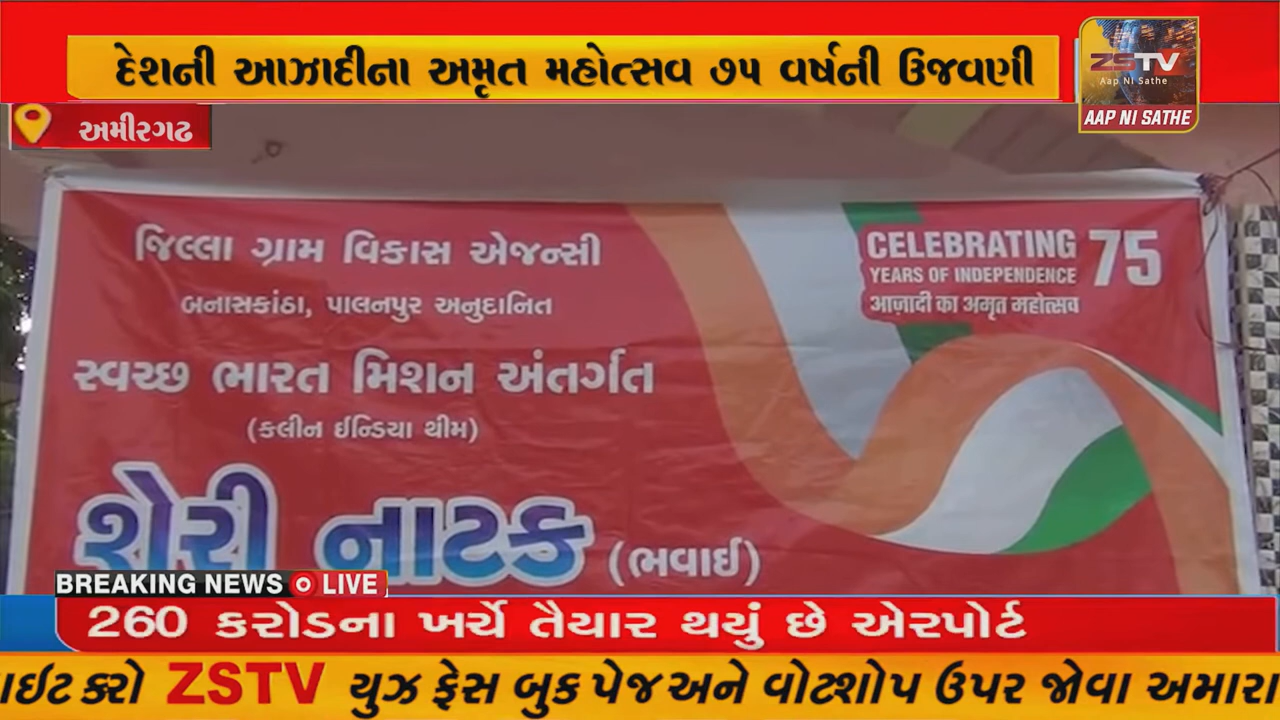 દેશની આઝાદીના અમૃત મહોત્સવ ૭૫ વર્ષની ઉજવણી
ZSTV
Aap Ni Sathe
AAP NI SATHE
અમીરગઢ
જિલ્લા ગ્રામ વિકાસ એજન્સી
બનાસકાંઠા, પાલનપુર અનુદાનિત
સ્વચ્છ ભારત મિશન અંતર્ગત
(કલીન ઈન્ડિયા થીમ)
શેરી નાટક (ભવાઈ)
CELEBRATING 75
YEARS OF INDEPENDENCE
आज़ादी का अमृत महोत्सव
BREAKING NEWS LIVE
260 કરોડના ખર્ચે તૈયાર થયું છે એરપોર્ટ
ાઈટ કરો ZSTV ચુઝ ફેસ બુક પેજ અને વોટશોપ ઉપર જોવા અમારા